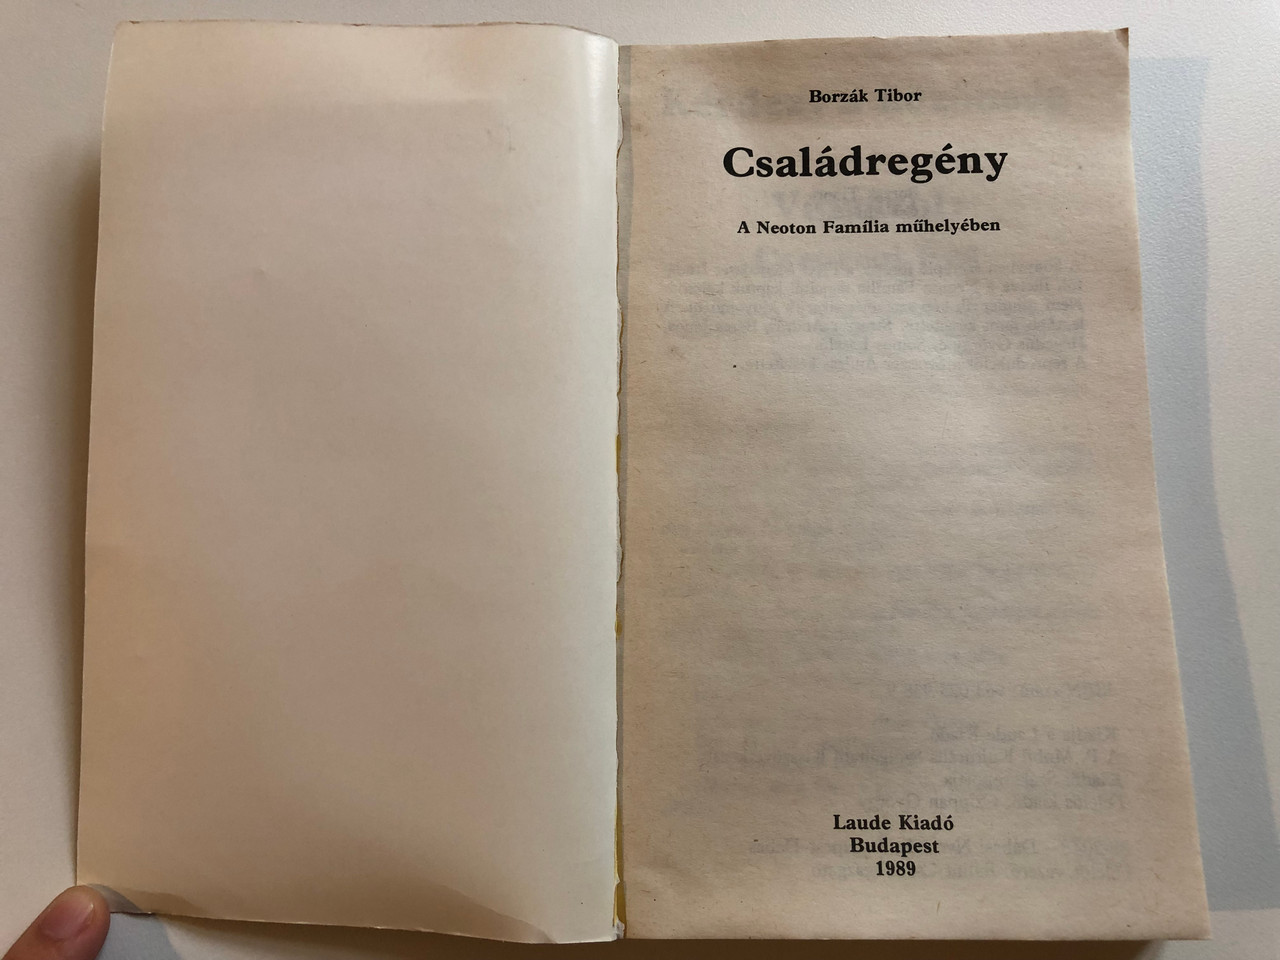 Borzák Tibor
Családregény
A Neoton Família műhelyében
Laude Kiadó
Budapest
1989